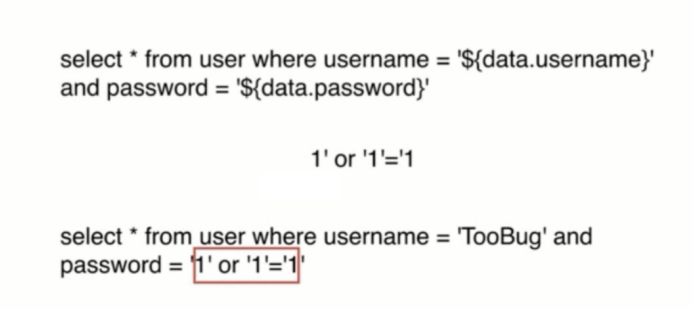 select * from user where username = '${data.username}'
and password = '${data.password}'
1' or '1'='1
select * from user where username = 'TooBug' and
password = '1' or '1'='1'